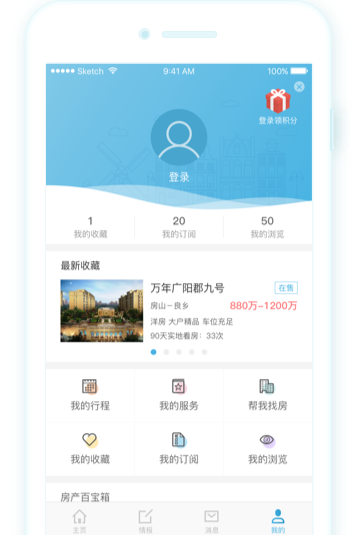 Sketch 9:41 AM 100%
登录领积分
登录
1 20 50
我的收藏 我的订阅 我的浏览
最新收藏
万年广阳郡九号 在售
房山-良乡 880万-1200万
洋房 大户精品 车位充足
90天实地看房：33次
我的行程 我的服务 帮我找房
我的收藏 我的订阅 我的浏览
房产百宝箱
主页 情报 消息 我的